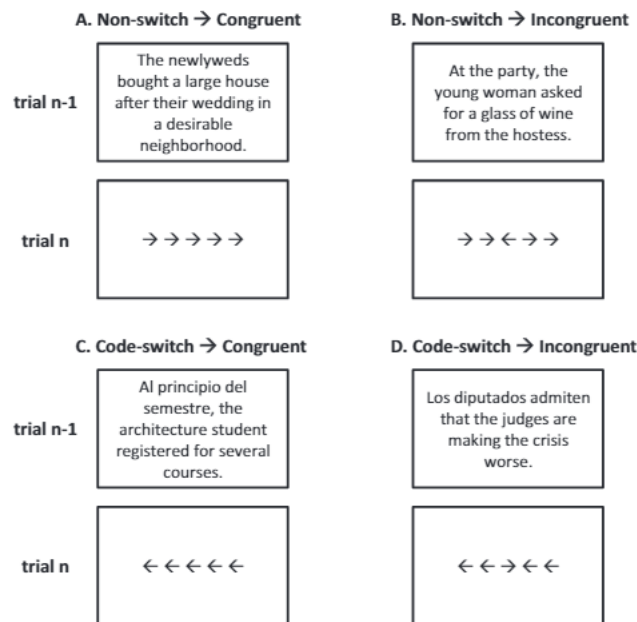 A. Non-switch → Congruent
B. Non-switch → Incongruent
trial n-1
The newlyweds
bought a large house
after their wedding in
a desirable
neighborhood.
At the party, the
young woman asked
for a glass of wine
from the hostess.
trial n
→ → → → →
→ → ← → →
C. Code-switch → Congruent
D. Code-switch → Incongruent
trial n-1
Al principio del
semestre, the
architecture student
registered for several
courses.
Los diputados admiten
that the judges are
making the crisis
worse.
trial n
← ← ← ← ←
← ← → ← ←